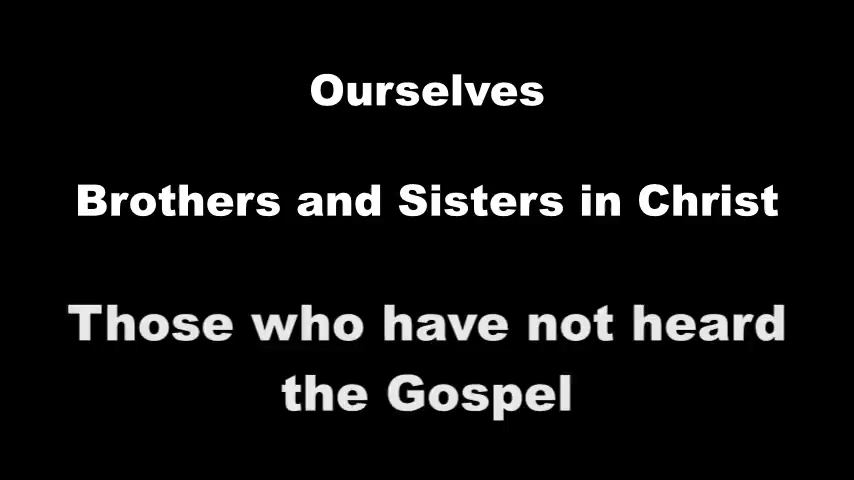 Ourselves
Brothers and Sisters in Christ
Those who have not heard
the Gospel